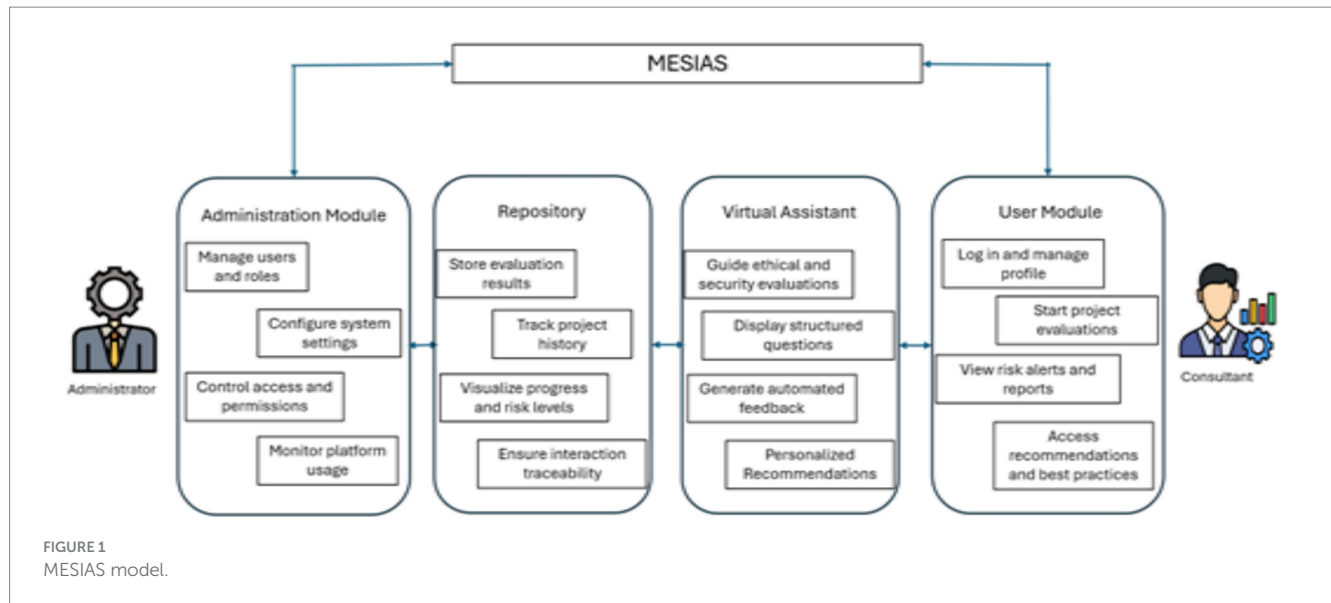 MESIAS
Administration Module
Manage users
and roles
Configure system
settings
Control access and
permissions
Monitor platform
usage
Administrator
Repository
Store evaluation
results
Track project
history
Visualize progress
and risk levels
Ensure interaction
traceability
Virtual Assistant
Guide ethical and
security evaluations
Display structured
questions
Generate automated
feedback
Personalized
Recommendations
User Module
Log in and manage
profile
Start project
evaluations
View risk alerts and
reports
Access
recommendations
and best practices
Consultant
FIGURE 1
MESIAS model.